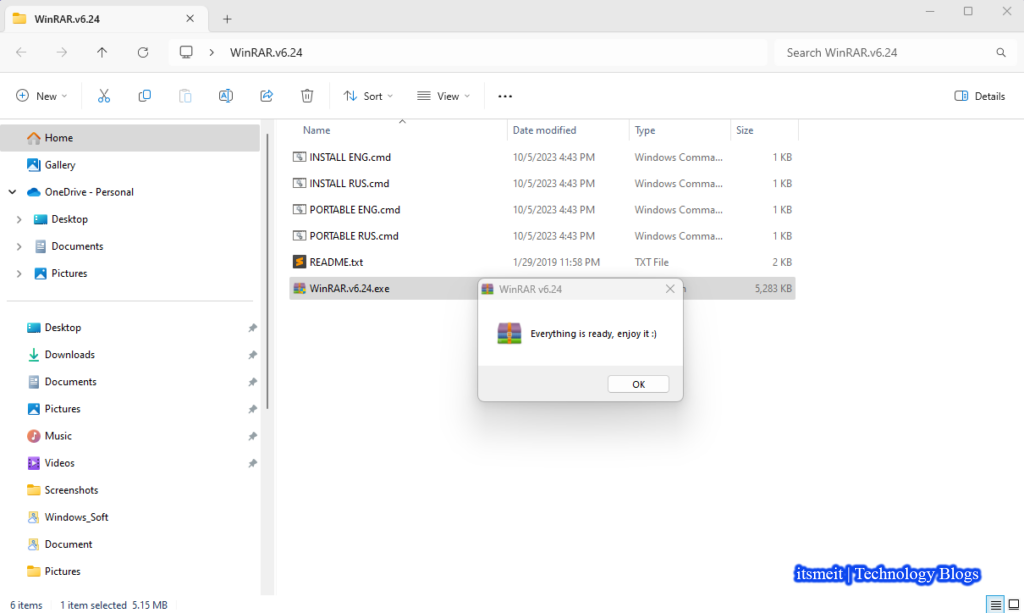 WinRAR.v6.24
WinRAR.v6.24
Search WinRAR.v6.24
New
Sort
View
Details
Name
Date modified
Type
Size
Home
Gallery
OneDrive - Personal
Desktop
Documents
Pictures
Desktop
Downloads
Documents
Pictures
Music
Videos
Screenshots
Windows_Soft
Document
Pictures
INSTALL ENG.cmd 10/5/2023 4:43 PM Windows Comma... 1 KB
INSTALL RUS.cmd 10/5/2023 4:43 PM Windows Comma... 1 KB
PORTABLE ENG.cmd 10/5/2023 4:43 PM Windows Comma... 1 KB
PORTABLE RUS.cmd 10/5/2023 4:43 PM Windows Comma... 1 KB
README.txt 1/29/2019 11:58 PM TXT File 2 KB
WinRAR.v6.24.exe 5,283 KB
WinRAR v6.24
Everything is ready, enjoy it :)
OK
itsmeit | Technology Blogs
6 items 1 item selected 5.15 MB